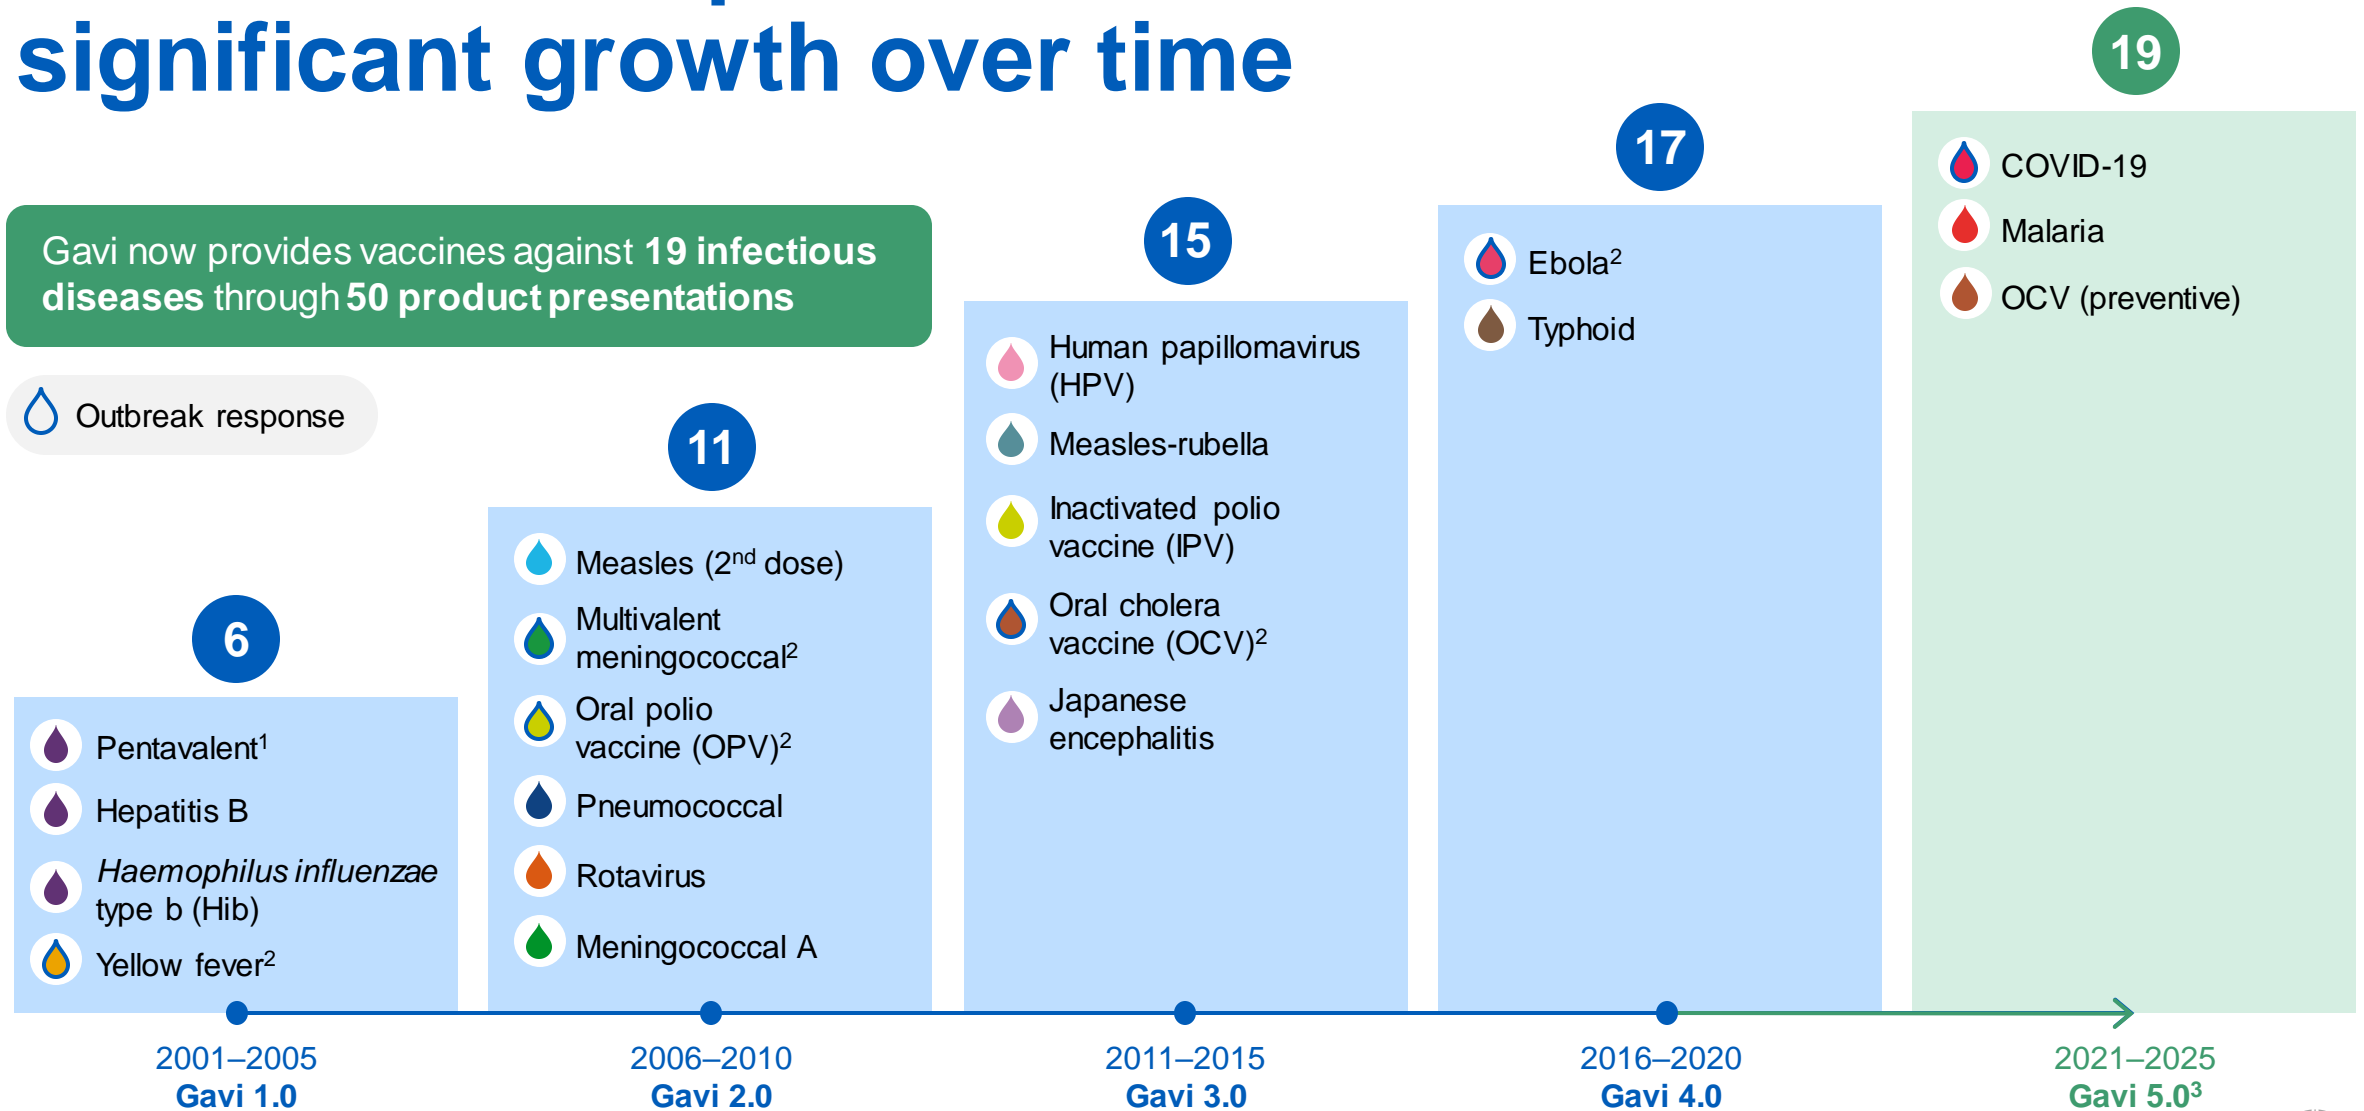 significant growth over time
Gavi now provides vaccines against 19 infectious
diseases through 50 product presentations
Outbreak response
6
Pentavalent¹
Hepatitis B
Haemophilus influenzae
type b (Hib)
Yellow fever²
2001–2005
Gavi 1.0
11
Measles (2nd dose)
Multivalent
meningococcal²
Oral polio
vaccine (OPV)²
Pneumococcal
Rotavirus
Meningococcal A
2006–2010
Gavi 2.0
15
Human papillomavirus
(HPV)
Measles-rubella
Inactivated polio
vaccine (IPV)
Oral cholera
vaccine (OCV)²
Japanese
encephalitis
2011–2015
Gavi 3.0
17
Ebola²
Typhoid
2016–2020
Gavi 4.0
19
COVID-19
Malaria
OCV (preventive)
2021–2025
Gavi 5.0³